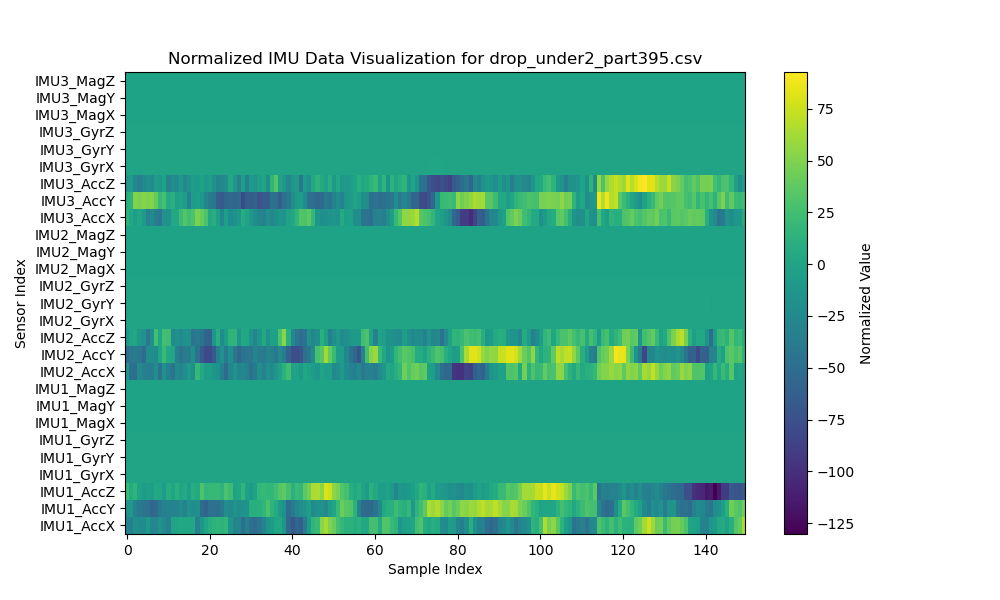 Normalized IMU Data Visualization for drop_under2_part395.csv
IMU3_MagZ
IMU3_MagY
IMU3_MagX
IMU3_GyrZ
IMU3_GyrY
IMU3_GyrX
IMU3_AccZ
IMU3_AccY
IMU3_AccX
IMU2_MagZ
IMU2_MagY
IMU2_MagX
IMU2_GyrZ
IMU2_GyrY
IMU2_GyrX
IMU2_AccZ
IMU2_AccY
IMU2_AccX
IMU1_MagZ
IMU1_MagY
IMU1_MagX
IMU1_GyrZ
IMU1_GyrY
IMU1_GyrX
IMU1_AccZ
IMU1_AccY
IMU1_AccX
Sensor Index
0 20 40 60 80 100 120 140
Sample Index
75
50
25
0
−25
−50
−75
−100
−125
Normalized Value